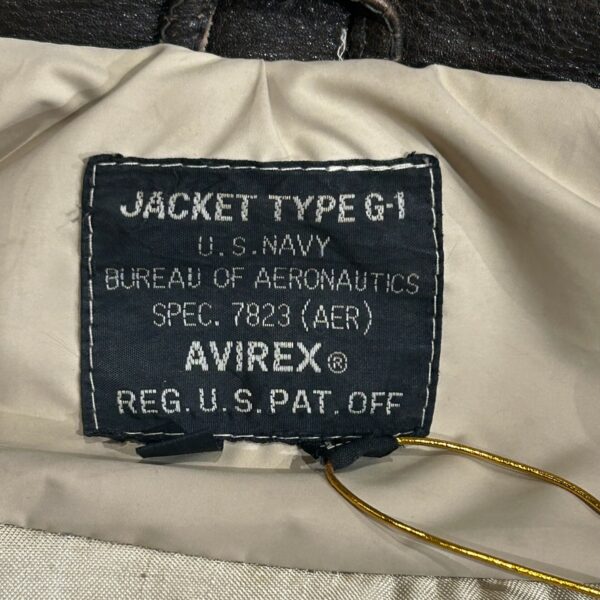 JACKET TYPE G-1
U.S. NAVY
BUREAU OF AERONAUTICS
SPEC. 7823 (AER)
AVIREX®
REG. U.S. PAT. OFF